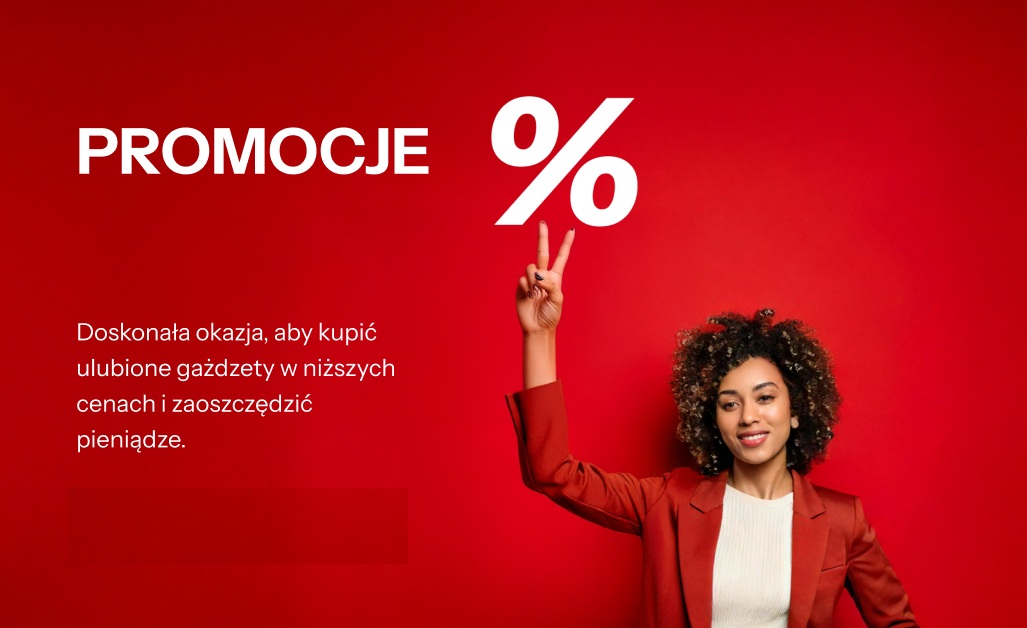 PROMOCJE %
Doskonała okazja, aby kupić
ulubione gażdzety w niższych
cenach i zaoszczędzić
pieniądze.